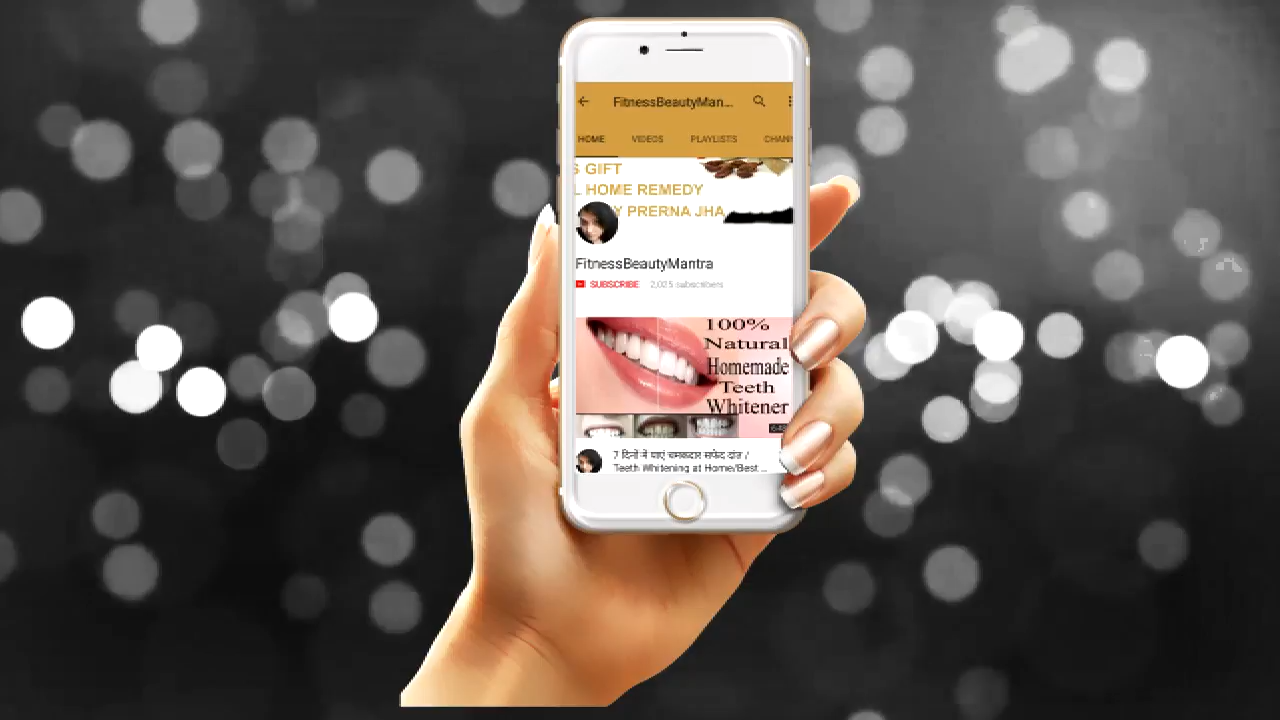 FitnessBeautyMan...
HOME VIDEOS PLAYLISTS CHANN
S GIFT
L HOME REMEDY
Y PRERNA JHA
FitnessBeautyMantra
SUBSCRIBE 2,025 subscribers
100%
Natural
Homemade
Teeth
Whitener
7 दिनों में पाएं चमकदार सफेद दांत /
Teeth Whitening at Home/Best ...